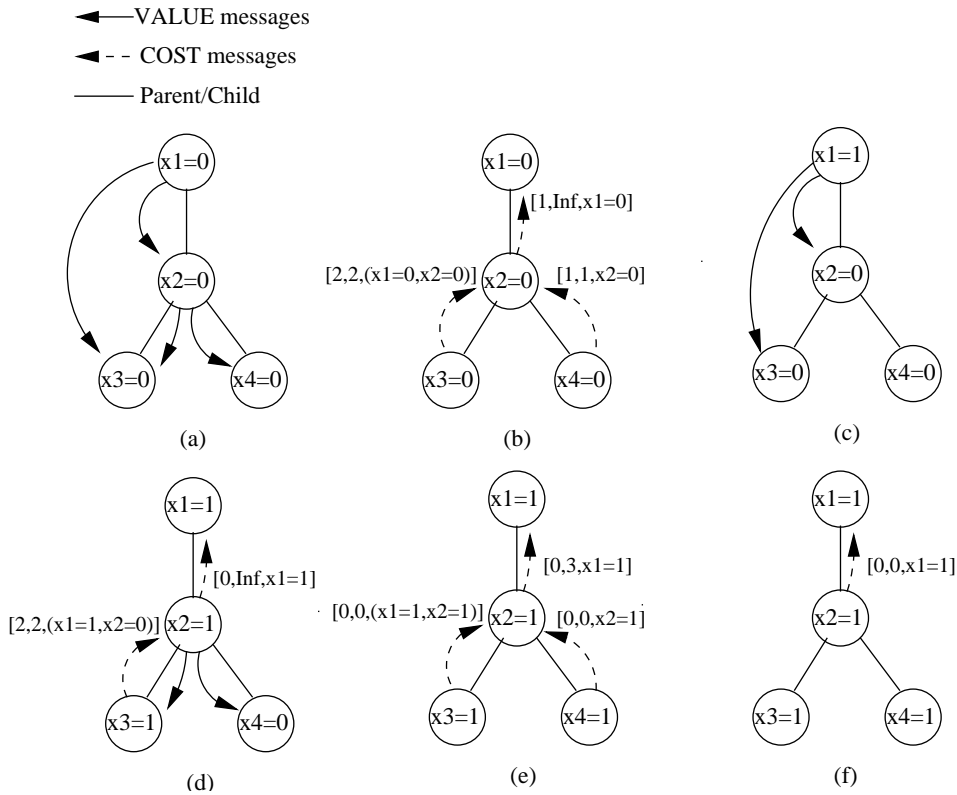 VALUE messages
COST messages
Parent/Child
x1=0
x2=0
x3=0
x4=0
(a)
x1=0
[1,Inf,x1=0]
[2,2,(x1=0,x2=0)]
x2=0
[1,1,x2=0]
x3=0
x4=0
(b)
x1=1
x2=0
x3=0
x4=0
(c)
x1=1
[0,Inf,x1=1]
[2,2,(x1=1,x2=0)]
x2=1
x3=1
x4=0
(d)
x1=1
[0,3,x1=1]
[0,0,(x1=1,x2=1)]
x2=1
[0,0,x2=1]
x3=1
x4=1
(e)
x1=1
[0,0,x1=1]
x2=1
x3=1
x4=1
(f)